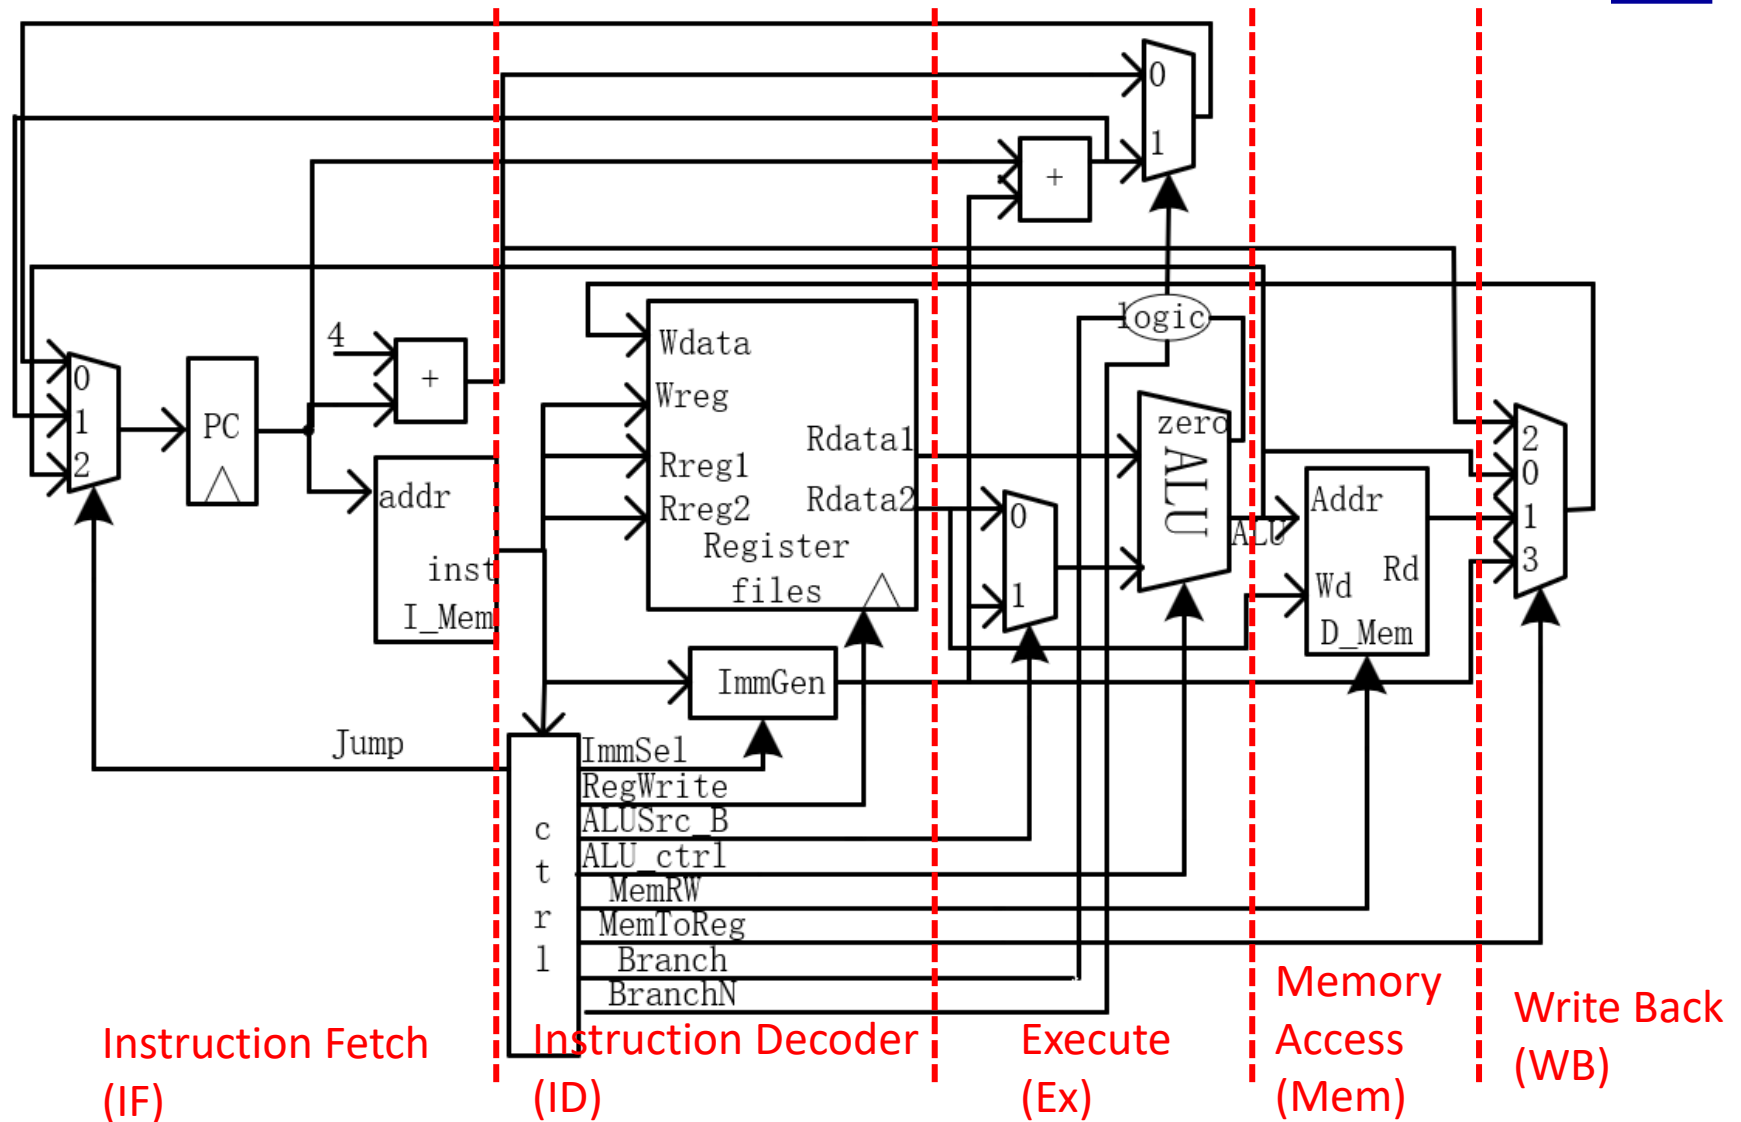 0
1
+
4
+
0
1
2
PC
addr
inst
I_Mem
Wdata
Wreg
Rreg1
Rreg2
Rdata1
Rdata2
Register
files
logic
zero
ALU
ALU
0
1
Addr
Wd
Rd
D_Mem
2
0
1
3
ImmGen
Jump
ctrl
ImmSel
RegWrite
ALUSrc_B
ALU_ctrl
MemRW
MemToReg
Branch
BranchN
Instruction Fetch
(IF)
Instruction Decoder
(ID)
Execute
(Ex)
Memory
Access
(Mem)
Write Back
(WB)